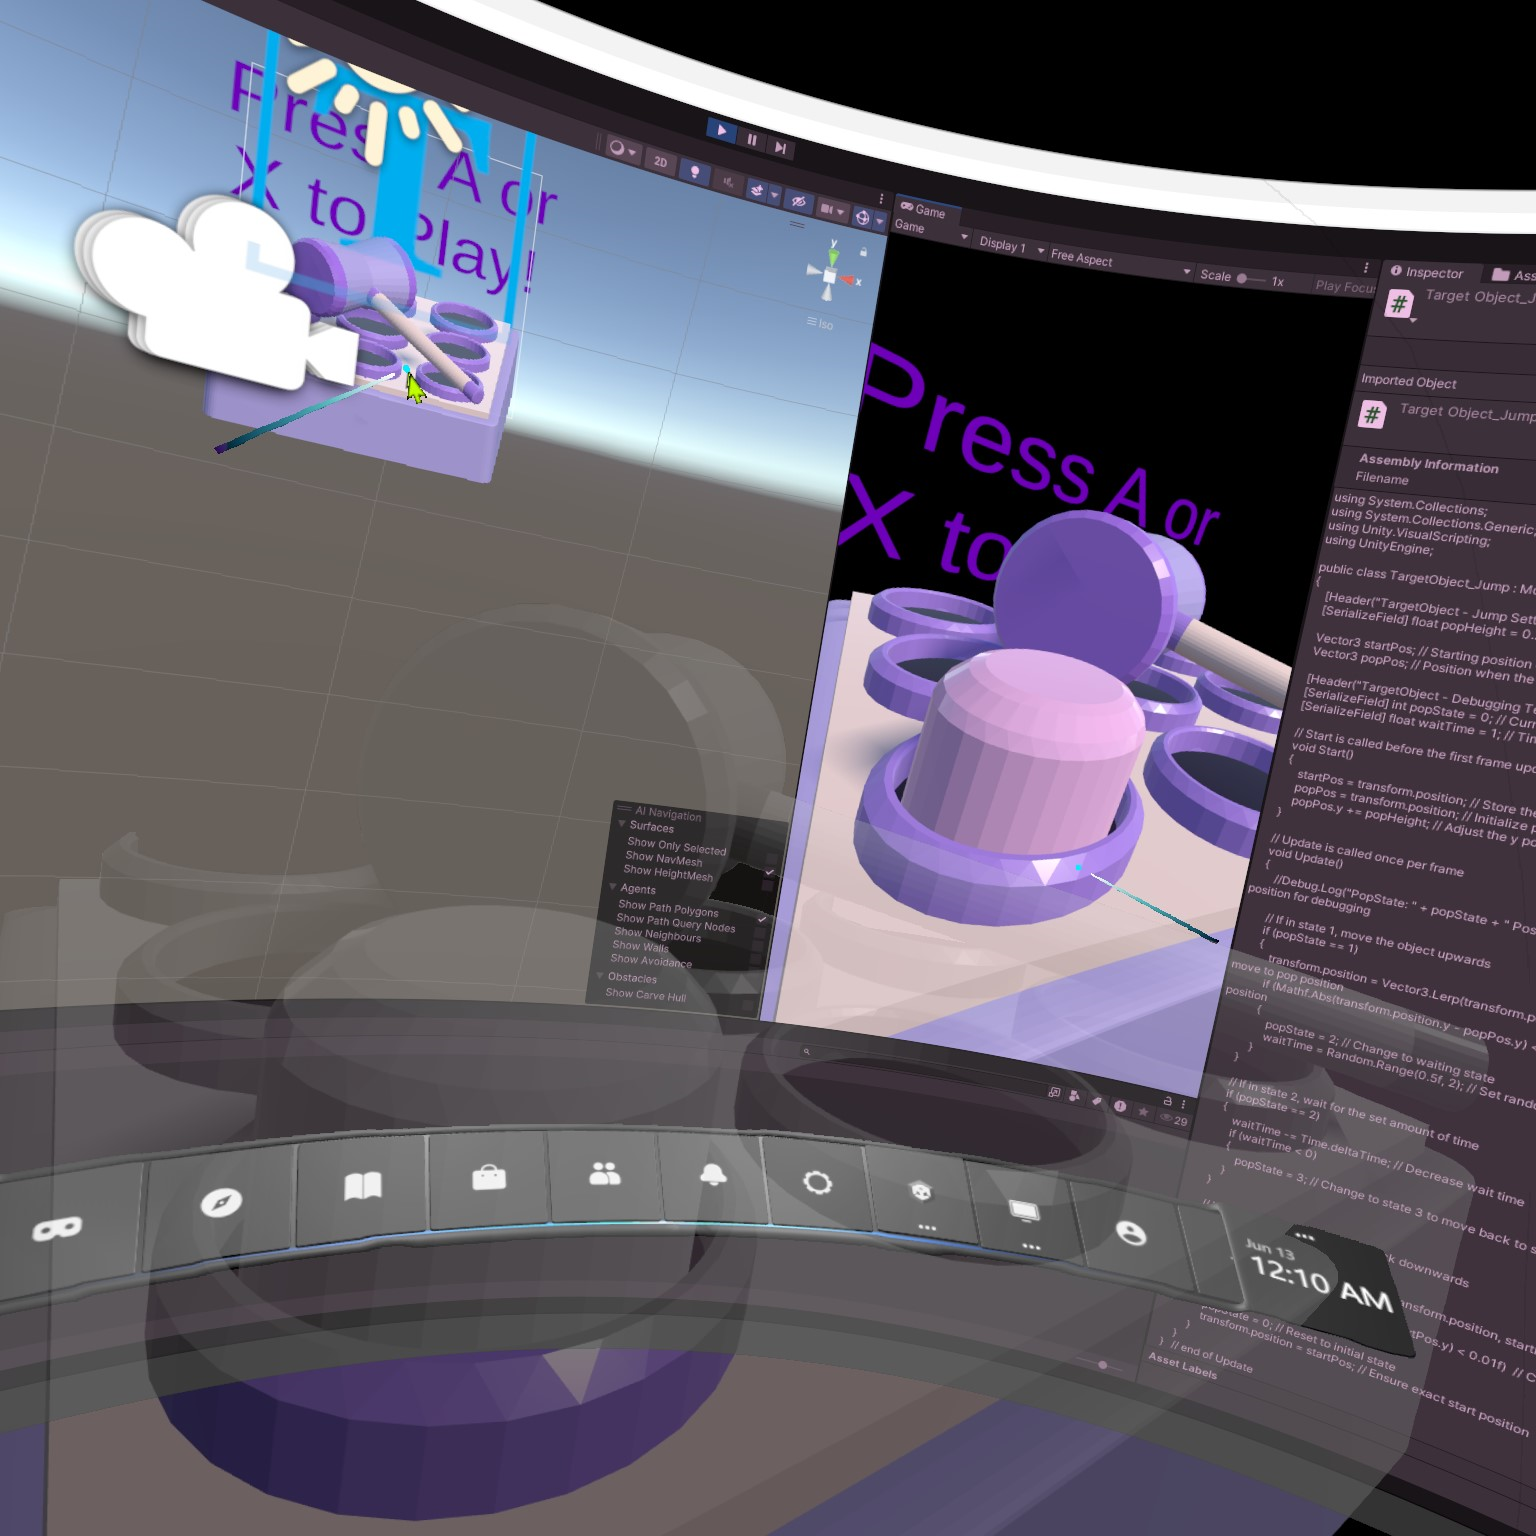 Press A or
X to Play!
2D
y
x
Iso
Game
Game
Display 1
Free Aspect
Scale
1x
Play Focus
Press A or
X to
AI Navigation
Surfaces
Show Only Selected
Show NavMesh
Show HeightMesh
Agents
Show Path Polygons
Show Path Query Nodes
Show Neighbours
Show Walls
Show Avoidance
Obstacles
Show Carve Hull
29
Inspector
Target Object_J
Imported Object
Target Object_Jump
Assembly Information
Filename
using System.Collections;
using System.Collections.Generic;
using Unity.VisualScripting;
using UnityEngine;
public class TargetObject_Jump : Mo
{
[Header("TargetObject - Jump Sett
[SerializeField] float popHeight = 0.
Vector3 startPos; // Starting position
Vector3 popPos; // Position when the
[Header("TargetObject - Debugging Te
[SerializeField] int popState = 0; // Curr
[SerializeField] float waitTime = 1; // Tim
// Start is called before the first frame upd
void Start()
{
startPos = transform.position; // Store the
popPos = transform.position; // Initialize
popPos.y += popHeight; // Adjust the y po
}
// Update is called once per frame
void Update()
{
//Debug.Log("PopState: " + popState + " Pos
position for debugging
// If in state 1, move the object upwards
if (popState == 1)
{
transform.position = Vector3.Lerp(transform.p
move to pop position
if (Mathf.Abs(transform.position.y - popPos.y) <
position
{
popState = 2; // Change to waiting state
waitTime = Random.Range(0.5f, 2); // Set rando
}
}
// If in state 2, wait for the set amount of time
if (popState == 2)
{
waitTime -= Time.deltaTime; // Decrease wait time
if (waitTime < 0)
{
popState = 3; // Change to state 3 to move back to s
}
}
downwards
nsform.position, start
tPos.y) < 0.01f) // C
popState = 0; // Reset to initial state
transform.position = startPos; // Ensure exact start position
}
}
} // end of Update
Asset Labels
Jun 13
12:10 AM